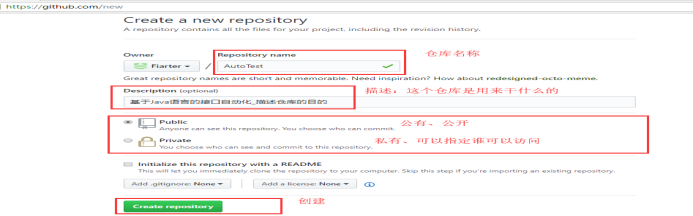 https://github.com/new
Create a new repository
A repository contains all the files for your project, including the revision history.
Owner
Repository name
仓库名称
Fiarter
/
AutoTest
Great repository names are short and memorable. Need inspiration? How about redesigned-octo-meme.
Description (optional)
描述：这个仓库是用来干什么的
基于Java语言的接口自动化_描述仓库的目的
Public
公有、公开
Anyone can see this repository. You choose who can commit.
Private
私有、可以指定谁可以访问
You choose who can see and commit to this repository.
Initialize this repository with a README
This will let you immediately clone the repository to your computer. Skip this step if you're importing an existing repository.
Add .gitignore: None
Add a license: None
Create repository
创建